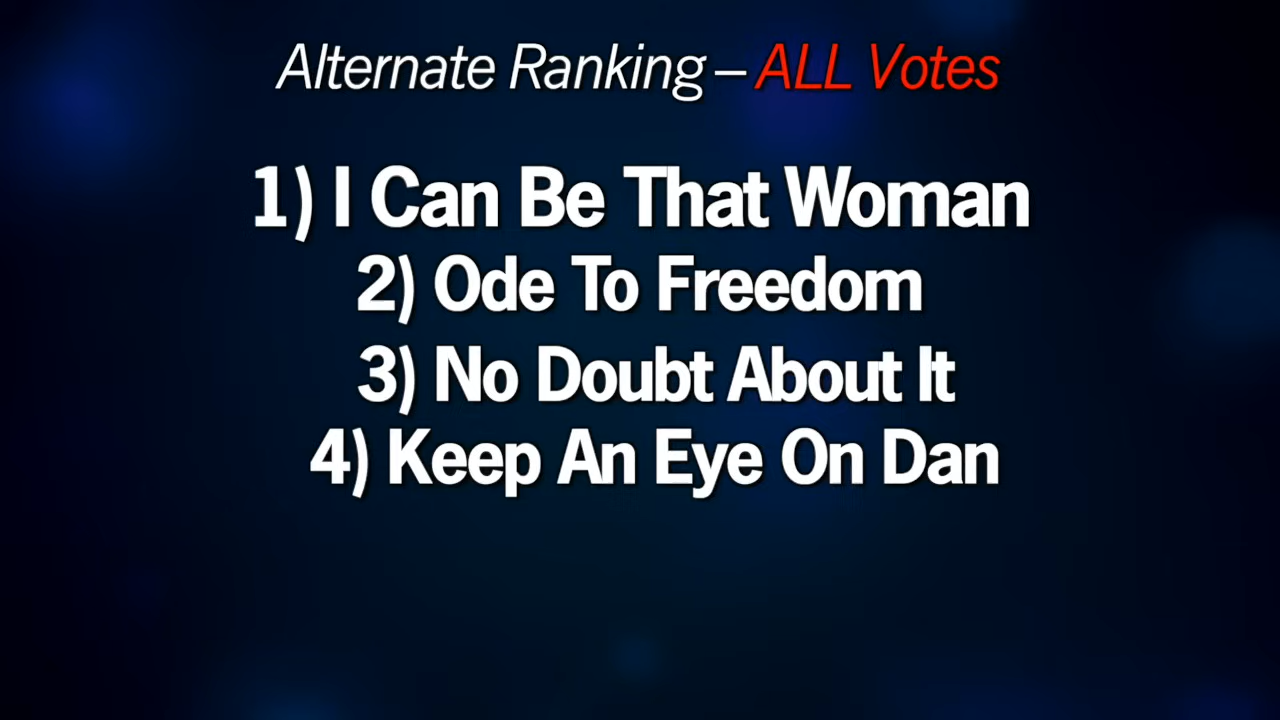 Alternate Ranking – ALL Votes
1) I Can Be That Woman
2) Ode To Freedom
3) No Doubt About It
4) Keep An Eye On Dan